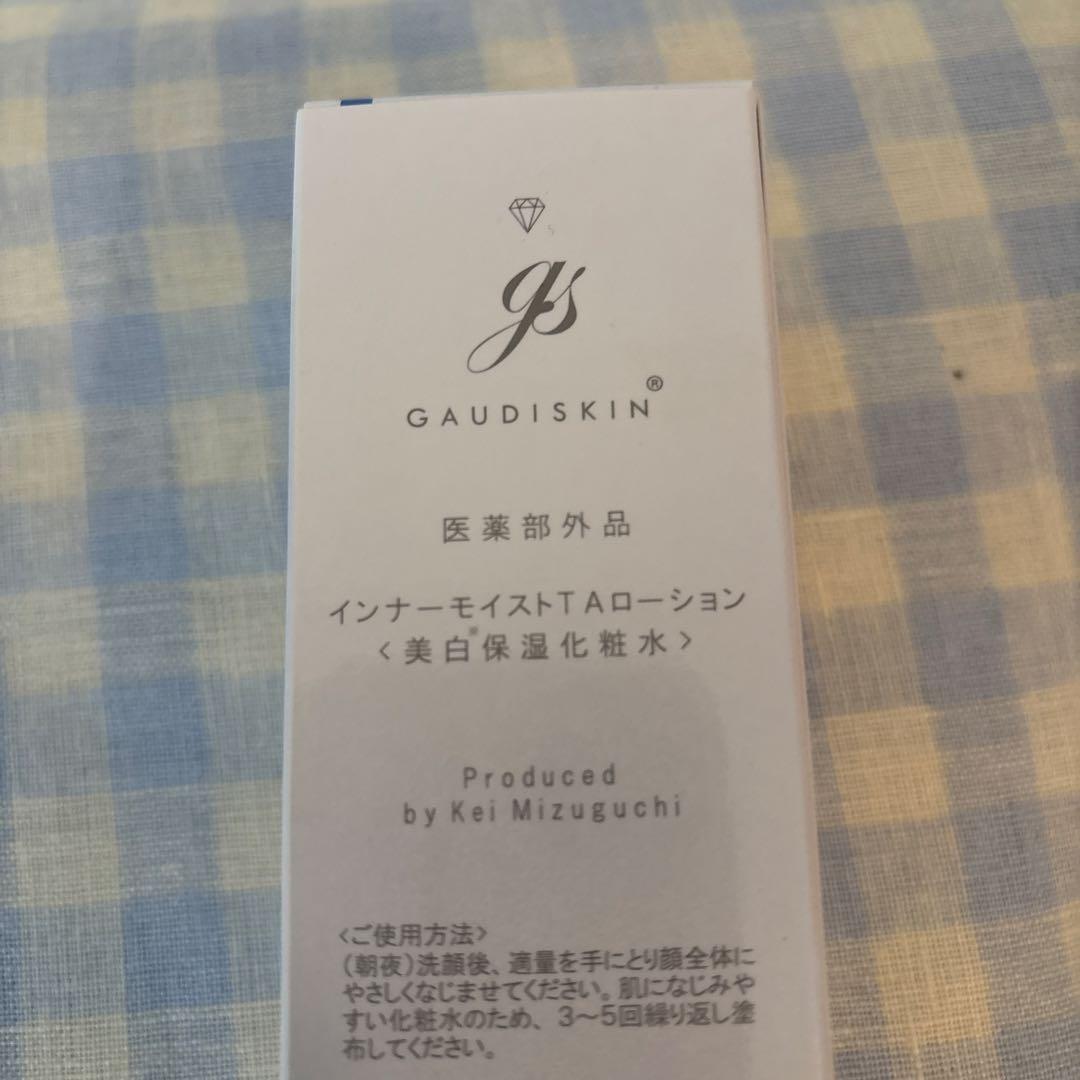 gs
GAUDISKIN®
医薬部外品
インナーモイストTAローション
<美白※保湿化粧水>
Produced
by Kei Mizuguchi
<ご使用方法>
(朝夜)洗顔後、適量を手にとり顔全体に
やさしくなじませてください。肌になじみや
すい化粧水のため、3〜5回繰り返し塗
布してください。